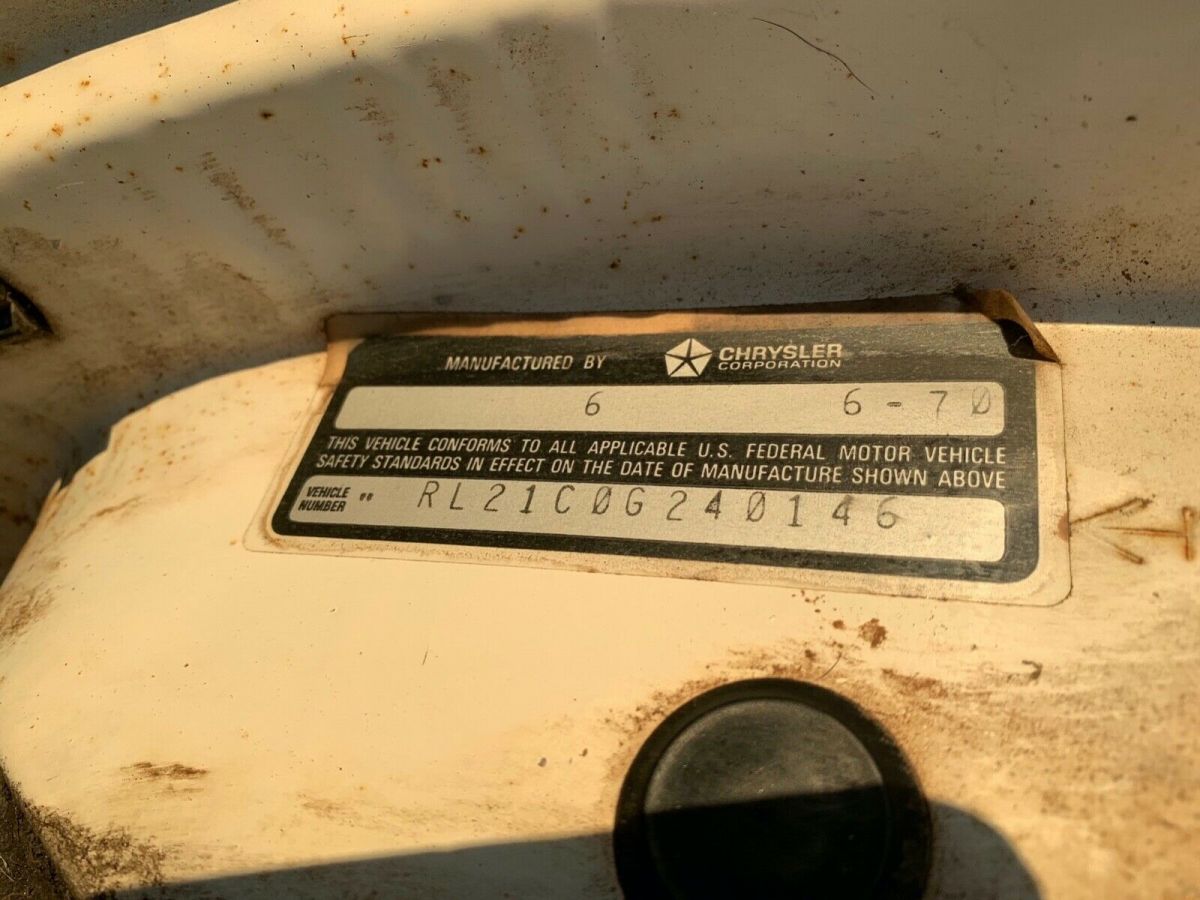 MANUFACTURED BY CHRYSLER CORPORATION
6 6-70
THIS VEHICLE CONFORMS TO ALL APPLICABLE U.S. FEDERAL MOTOR VEHICLE
SAFETY STANDARDS IN EFFECT ON THE DATE OF MANUFACTURE SHOWN ABOVE
VEHICLE NUMBER "" RL21C0G240146